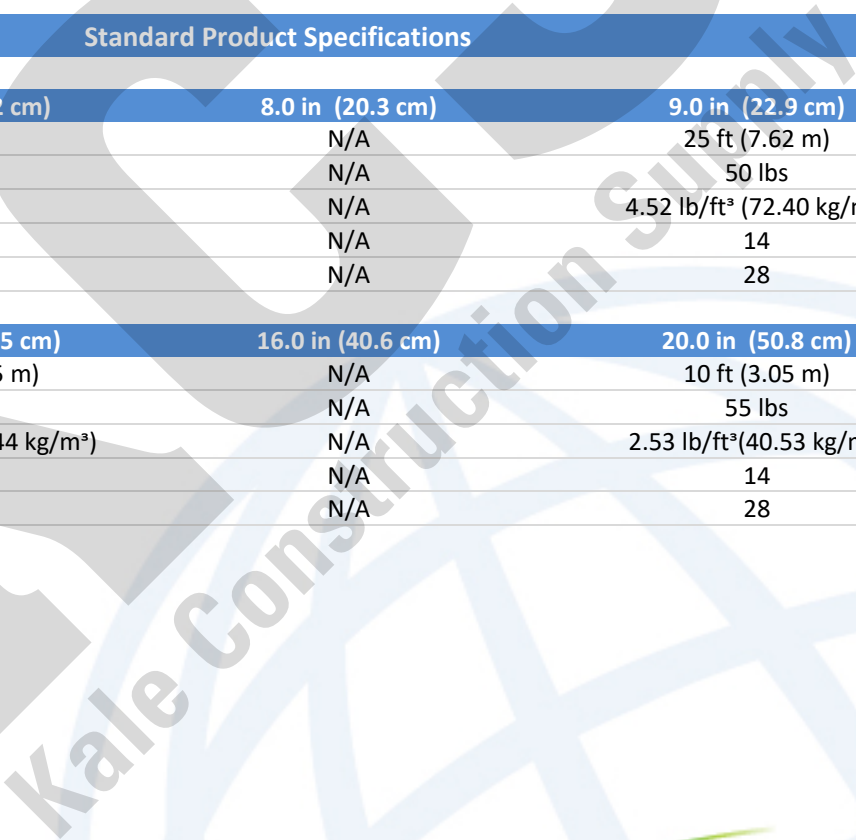 Standard Product Specifications
2 cm) 8.0 in (20.3 cm) 9.0 in (22.9 cm)
N/A 25 ft (7.62 m)
N/A 50 lbs
N/A 4.52 lb/ft³ (72.40 kg/m
N/A 14
N/A 28
5 cm) 16.0 in (40.6 cm) 20.0 in (50.8 cm)
5 m) N/A 10 ft (3.05 m)
N/A 55 lbs
44 kg/m³) N/A 2.53 lb/ft³(40.53 kg/m
N/A 14
N/A 28
Kale Construction Supply